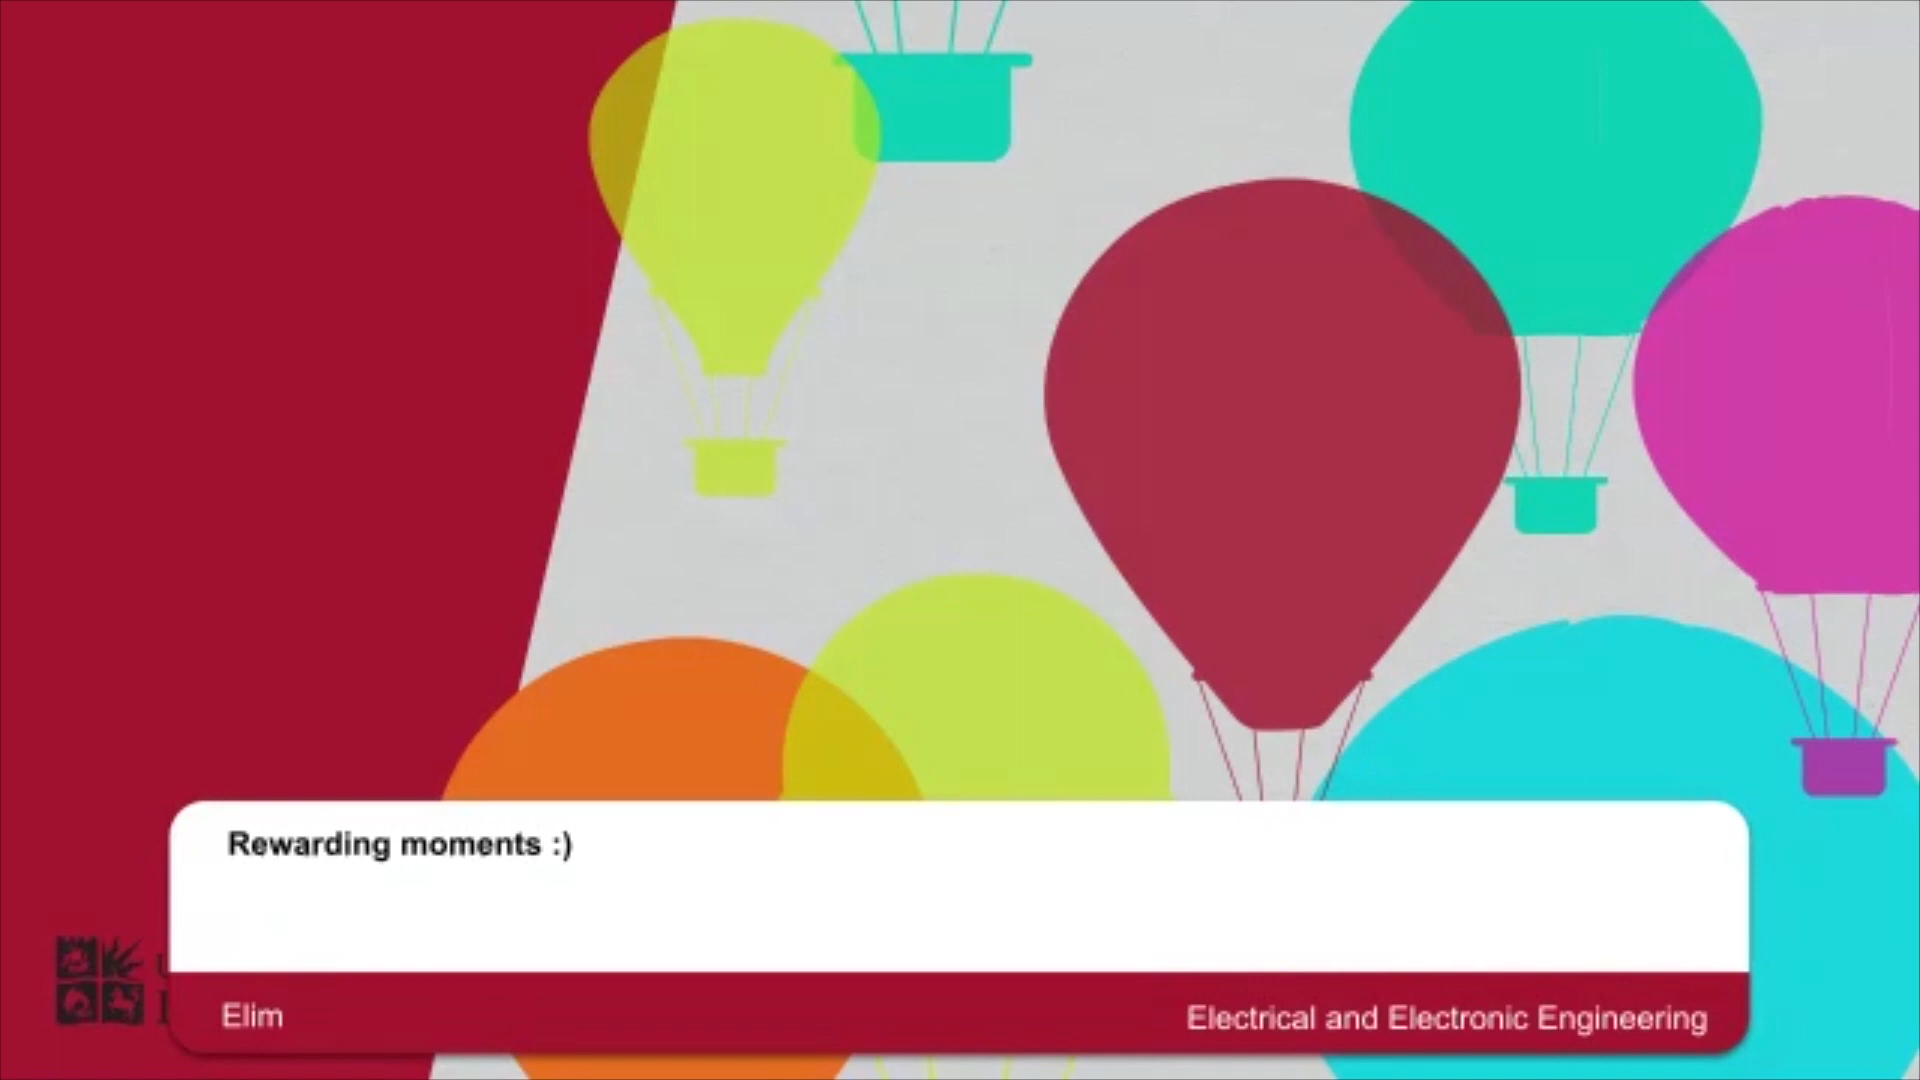 Rewarding moments :)
Elim
Electrical and Electronic Engineering